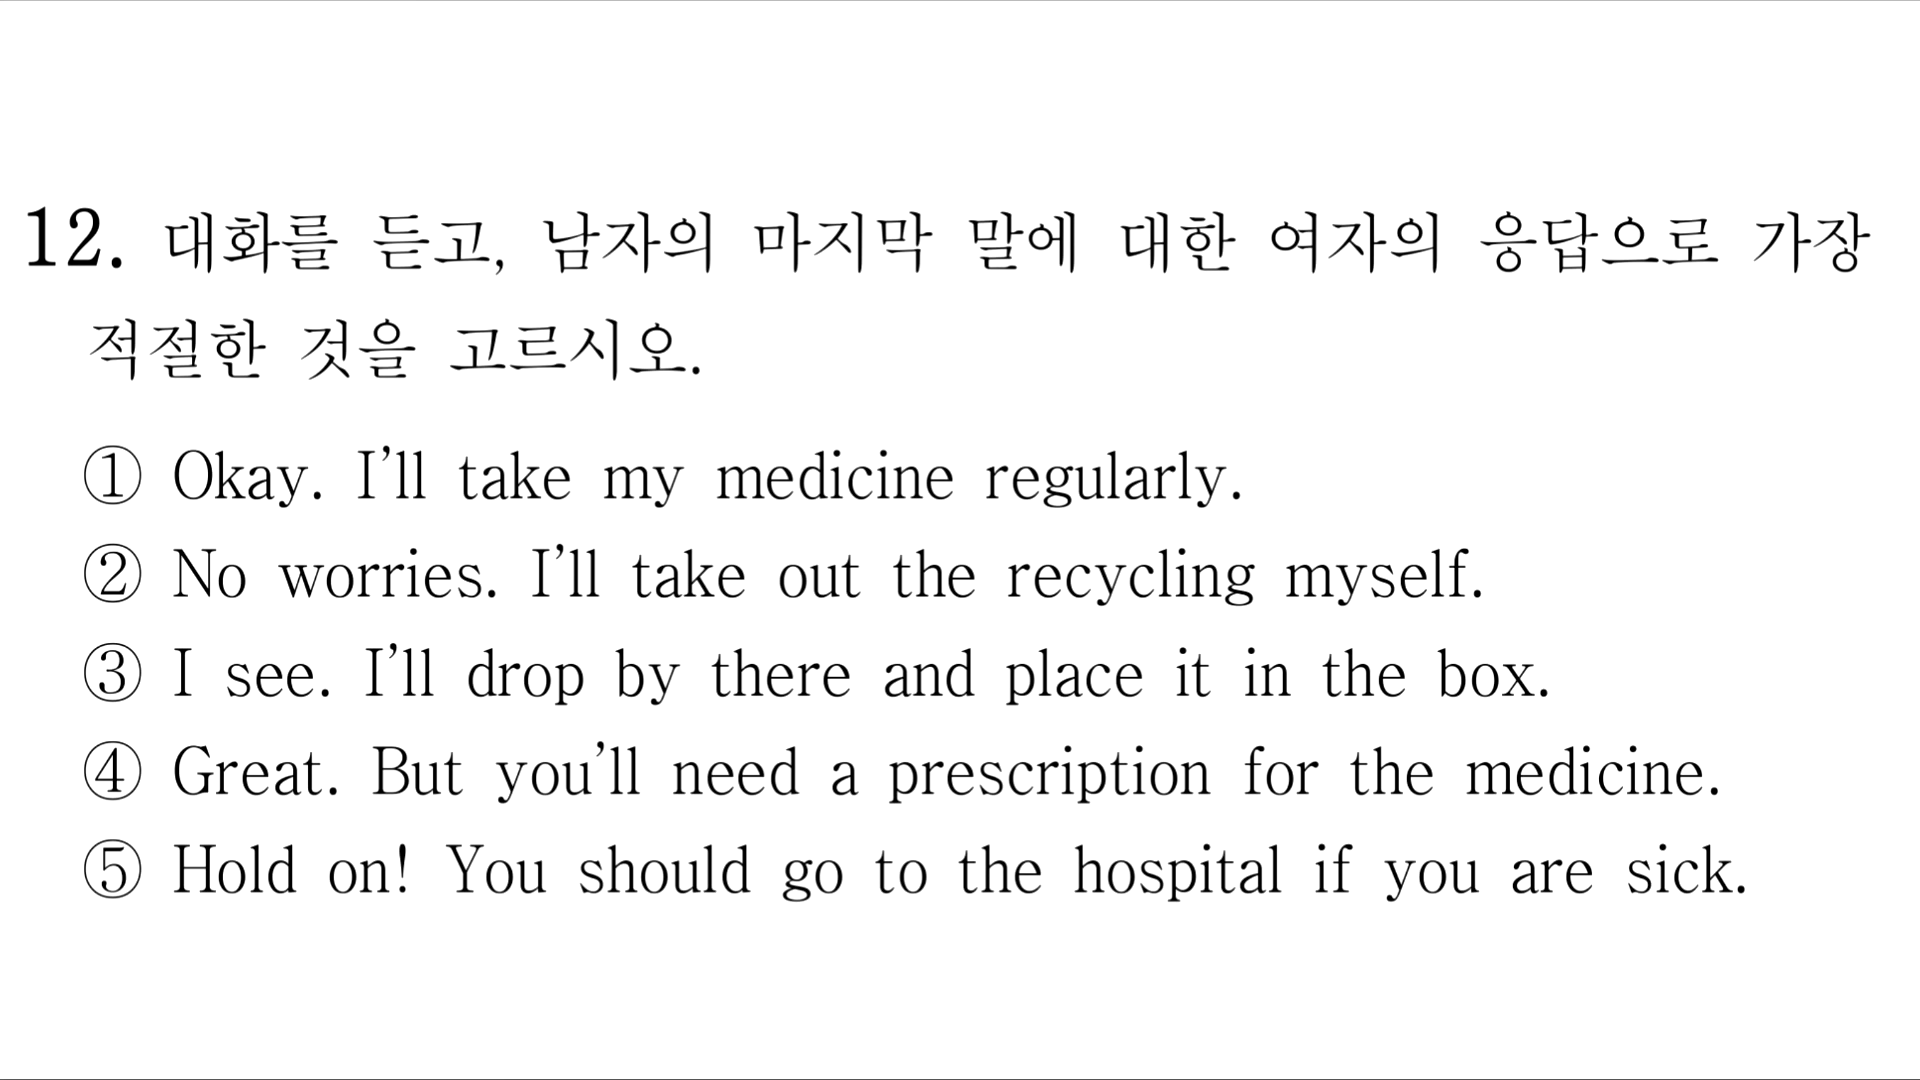 12. 대화를 듣고, 남자의 마지막 말에 대한 여자의 응답으로 가장
적절한 것을 고르시오.
① Okay. I’ll take my medicine regularly.
② No worries. I’ll take out the recycling myself.
③ I see. I’ll drop by there and place it in the box.
④ Great. But you’ll need a prescription for the medicine.
⑤ Hold on! You should go to the hospital if you are sick.